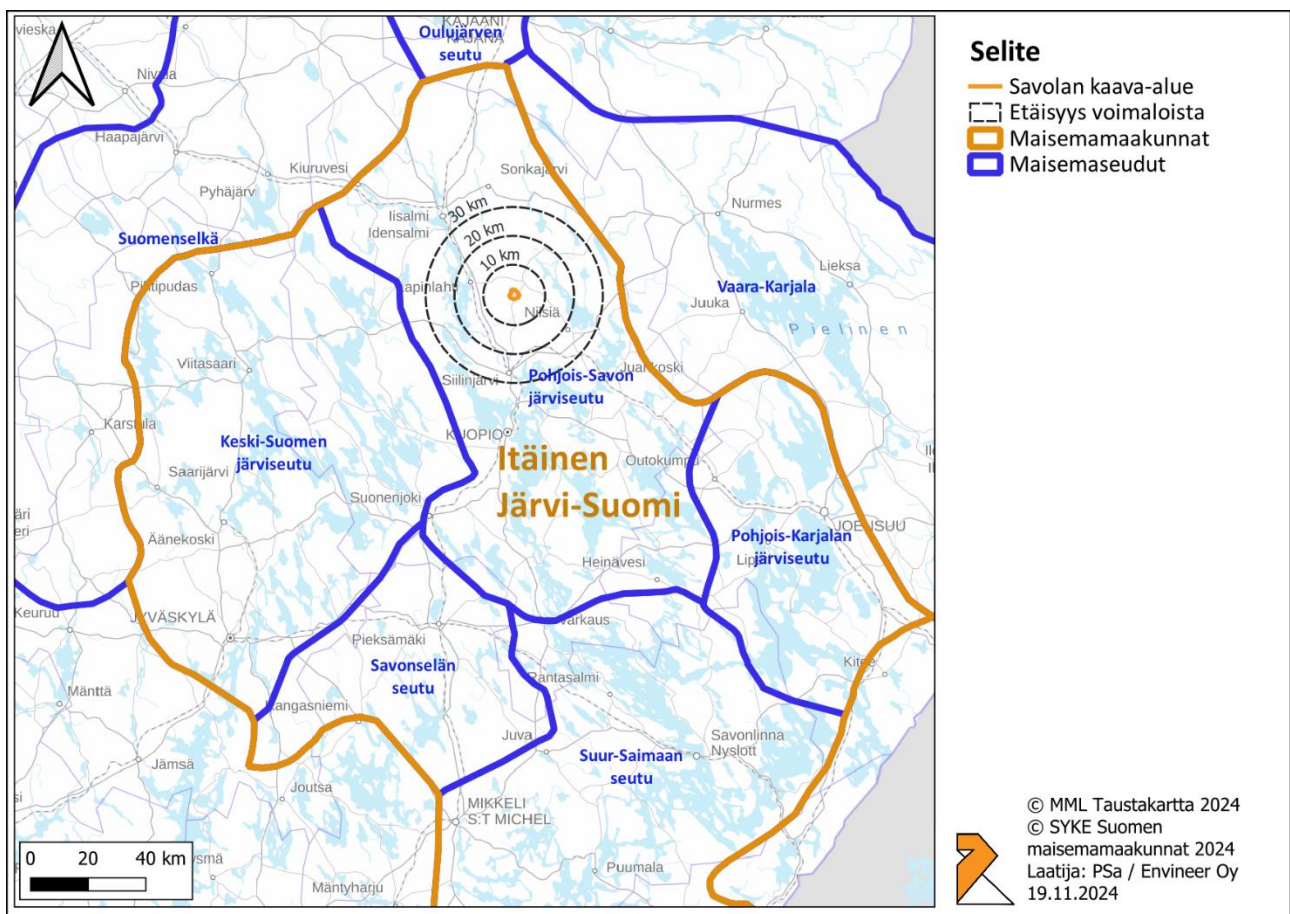 vieska
KAJAANI
KAJANA
Oulujärven
seutu
Nivala
Haapajärvi
Kiuruvesi
Sonkajärvi
Pyhäjärvi
Iisalmi
Idensalmi
Nurmes
Suomenselkä
30 km
20 km
10 km
Lieksa
Pihtipudas
Lapinlahti
Vaara-Karjala
Juuka
Nilsiä
Pielinen
Viitasaari
Juankoski
Siilinjärvi
Pohjois-Savon
järviseutu
Karstula
KUOPIO
Keski-Suomen
järviseutu
Itäinen
Järvi-Suomi
Outokumpu
Saarijärvi
Suonenjoki
JOENSUU
Äänekoski
Pohjois-Karjalan
järviseutu
Heinävesi
Lip
Keuruu
JYVÄSKYLÄ
Varkaus
Pieksämäki
Kitee
Savonselän
seutu
Rantasalmi
Mänttä
Kangasniemi
Juva
Savonlinna
Nyslott
Suur-Saimaan
seutu
Jämsä
Joutsa
MIKKELI
S:T MICHEL
Puumala
Mäntyharju
0 20 40 km
Selite
Savolan kaava-alue
Etäisyys voimaloista
Maisemamaakunnat
Maisemaseudut
© MML Taustakartta 2024
© SYKE Suomen
maisemamaakunnat 2024
Laatija: PSa / Envineer Oy
19.11.2024